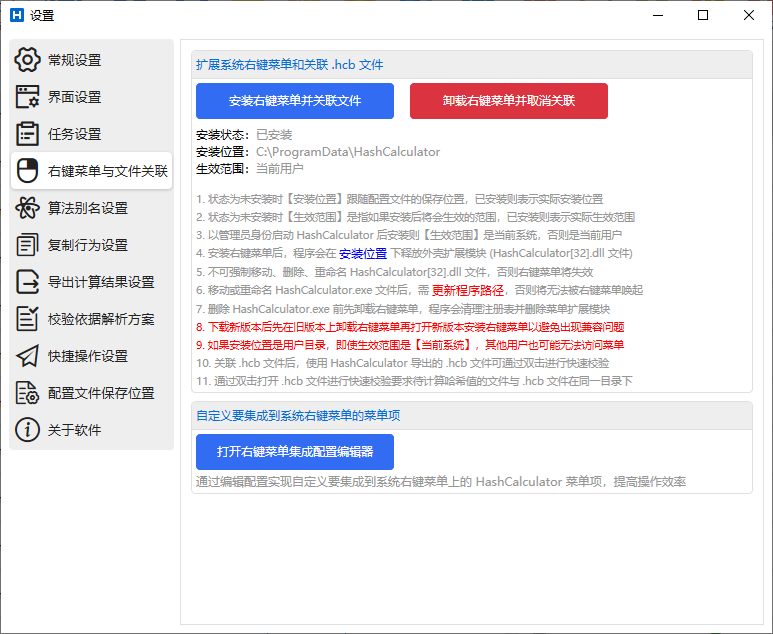 设置
常规设置
界面设置
任务设置
右键菜单与文件关联
算法别名设置
复制行为设置
导出计算结果设置
校验依据解析方案
快捷操作设置
配置文件保存位置
关于软件
扩展系统右键菜单和关联 .hcb 文件
安装右键菜单并关联文件
卸载右键菜单并取消关联
安装状态：已安装
安装位置：C:\ProgramData\HashCalculator
生效范围：当前用户
1. 状态为未安装时【安装位置】跟随配置文件的保存位置，已安装则表示实际安装位置
2. 状态为未安装时【生效范围】是指如果安装后将会生效的范围，已安装则表示实际生效范围
3. 以管理员身份启动 HashCalculator 后安装则【生效范围】是当前系统，否则是当前用户
4. 安装右键菜单后，程序会在 安装位置 下释放外壳扩展模块 (HashCalculator[32].dll 文件)
5. 不可强制移动、删除、重命名 HashCalculator[32].dll 文件，否则右键菜单将失效
6. 移动或重命名 HashCalculator.exe 文件后，需 更新程序路径，否则将无法被右键菜单唤起
7. 删除 HashCalculator.exe 前先卸载右键菜单，程序会清理注册表并删除菜单扩展模块
8. 下载新版本后先在旧版本上卸载右键菜单再打开新版本安装右键菜单以避免出现兼容问题
9. 如果安装位置是用户目录，即使生效范围是【当前系统】，其他用户也可能无法访问菜单
10. 关联 .hcb 文件后，使用 HashCalculator 导出的 .hcb 文件可通过双击进行快速校验
11. 通过双击打开 .hcb 文件进行快速校验要求待计算哈希值的文件与 .hcb 文件在同一目录下
自定义要集成到系统右键菜单的菜单项
打开右键菜单集成配置编辑器
通过编辑配置实现自定义要集成到系统右键菜单上的 HashCalculator 菜单项，提高操作效率